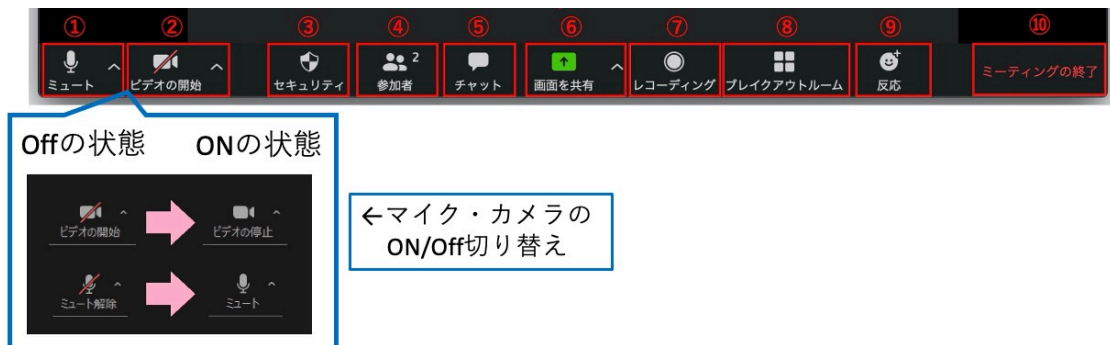 ① ② ③ ④ ⑤ ⑥ ⑦ ⑧ ⑨ ⑩
2
ミュート ビデオの開始 セキュリティ 参加者 チャット 画面を共有 レコーディング ブレイクアウトルーム 反応 ミーティングの終了
Offの状態 ONの状態
ビデオの開始 ビデオの停止
ミュート解除 ミュート
←マイク・カメラの
ON/Off切り替え